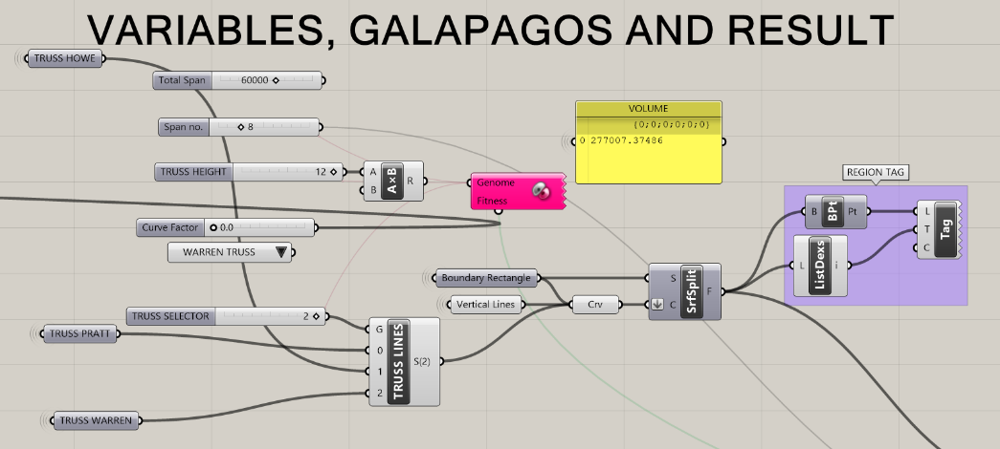 VARIABLES, GALAPAGOS AND RESULT
TRUSS HOWE
Total Span 60000
Span no. 8
VOLUME
{0;0;0;0;0;0}
0 277007.37486
TRUSS HEIGHT 12
A
B
A×B
R
Genome
Fitness
REGION TAG
B BPt Pt
L
T
C
Tag
L ListDexs i
Curve Factor 0.0
WARREN TRUSS
Boundary Rectangle
Vertical Lines
Crv
S
C
SrfSplit
F
TRUSS SELECTOR 2
TRUSS PRATT
G
0
1
2
TRUSS LINES
S(2)
TRUSS WARREN